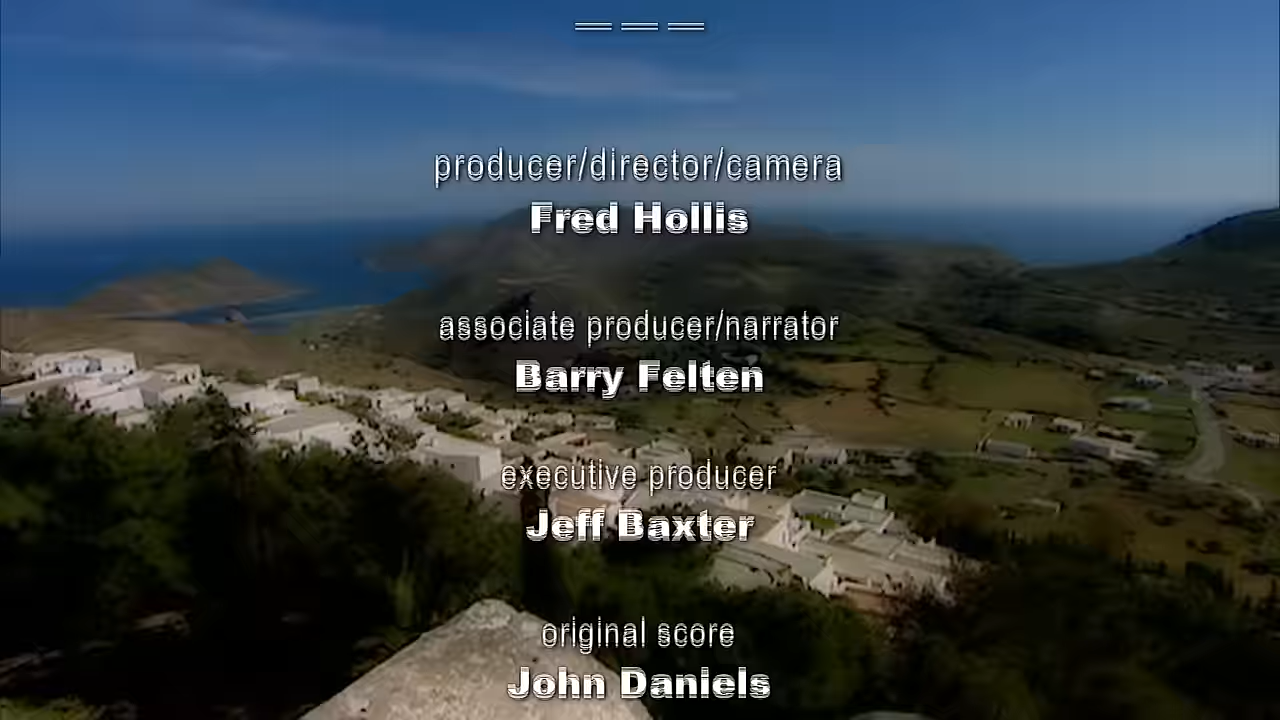 producer/director/camera
Fred Hollis
associate producer/narrator
Barry Felten
executive producer
Jeff Baxter
original score
John Daniels